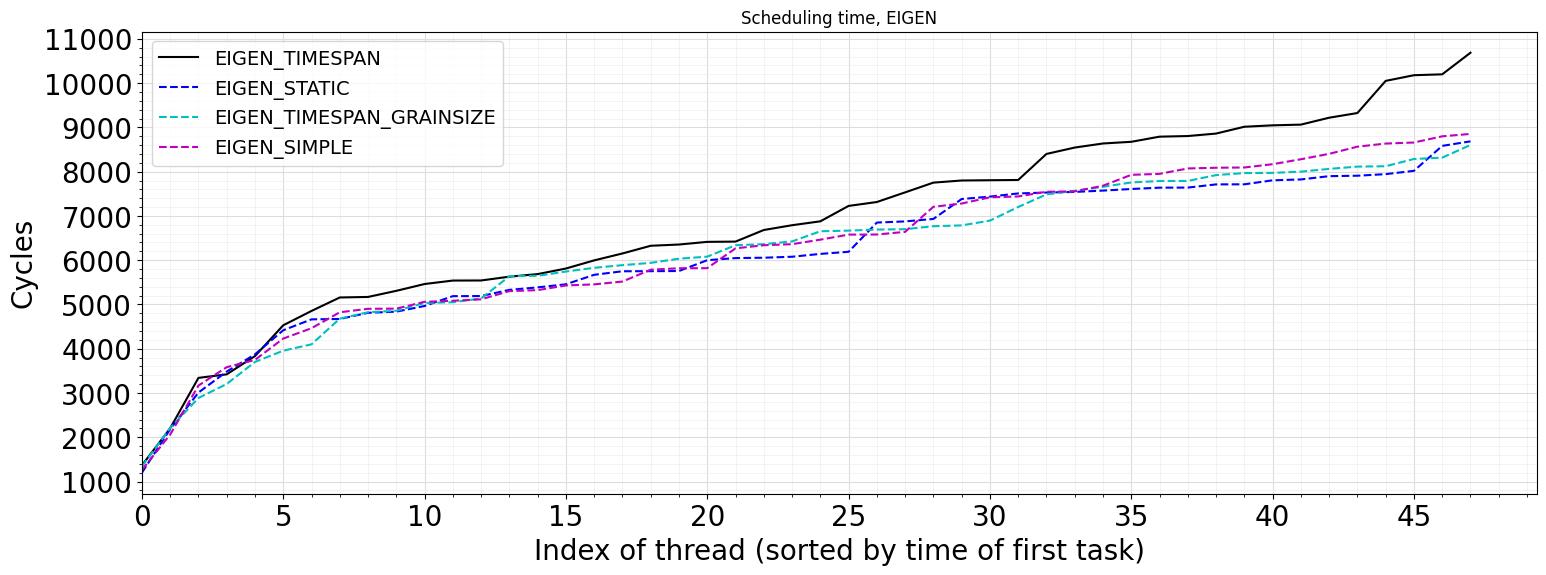 Scheduling time, EIGEN
11000
10000
9000
8000
7000
6000
5000
4000
3000
2000
1000
Cycles
EIGEN_TIMESPAN
EIGEN_STATIC
EIGEN_TIMESPAN_GRAINSIZE
EIGEN_SIMPLE
0 5 10 15 20 25 30 35 40 45
Index of thread (sorted by time of first task)